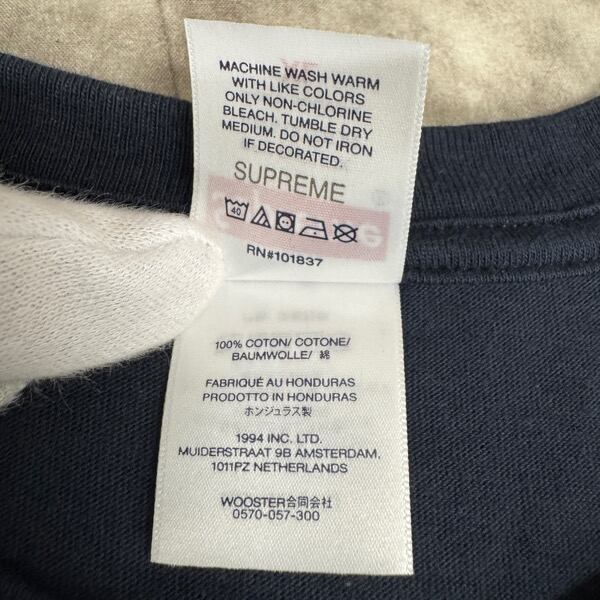 MACHINE WASH WARM
WITH LIKE COLORS
ONLY NON-CHLORINE
BLEACH. TUMBLE DRY
MEDIUM. DO NOT IRON
IF DECORATED.
SUPREME
40
RN#101837
100% COTON/ COTONE/
BAUMWOLLE/ 綿
FABRIQUÉ AU HONDURAS
PRODOTTO IN HONDURAS
ホンジュラス製
1994 INC. LTD.
MUIDERSTRAAT 9B AMSTERDAM,
1011PZ NETHERLANDS
WOOSTER合同会社
0570-057-300